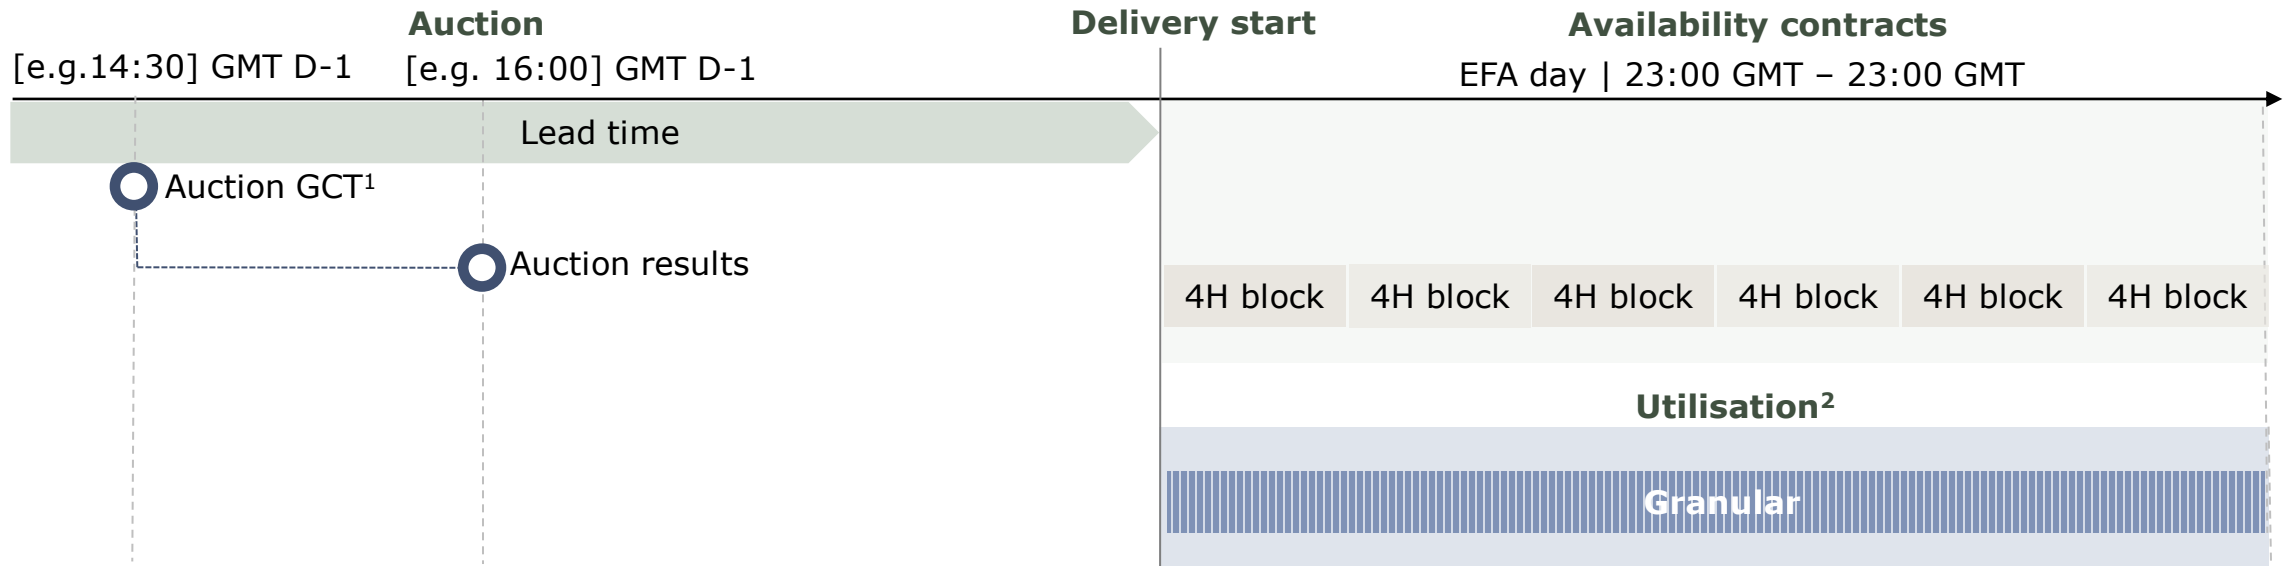 Auction
Delivery start
Availability contracts
[e.g.14:30] GMT D-1
[e.g. 16:00] GMT D-1
EFA day | 23:00 GMT – 23:00 GMT
Lead time
Auction GCT¹
Auction results
4H block
4H block
4H block
4H block
4H block
4H block
Utilisation²
Granular